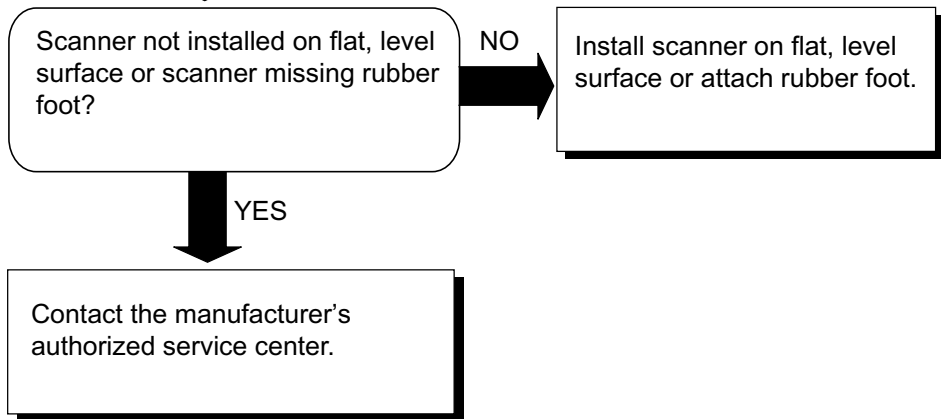 Scanner not installed on flat, level
surface or scanner missing rubber
foot?
NO
Install scanner on flat, level
surface or attach rubber foot.
YES
Contact the manufacturer’s
authorized service center.